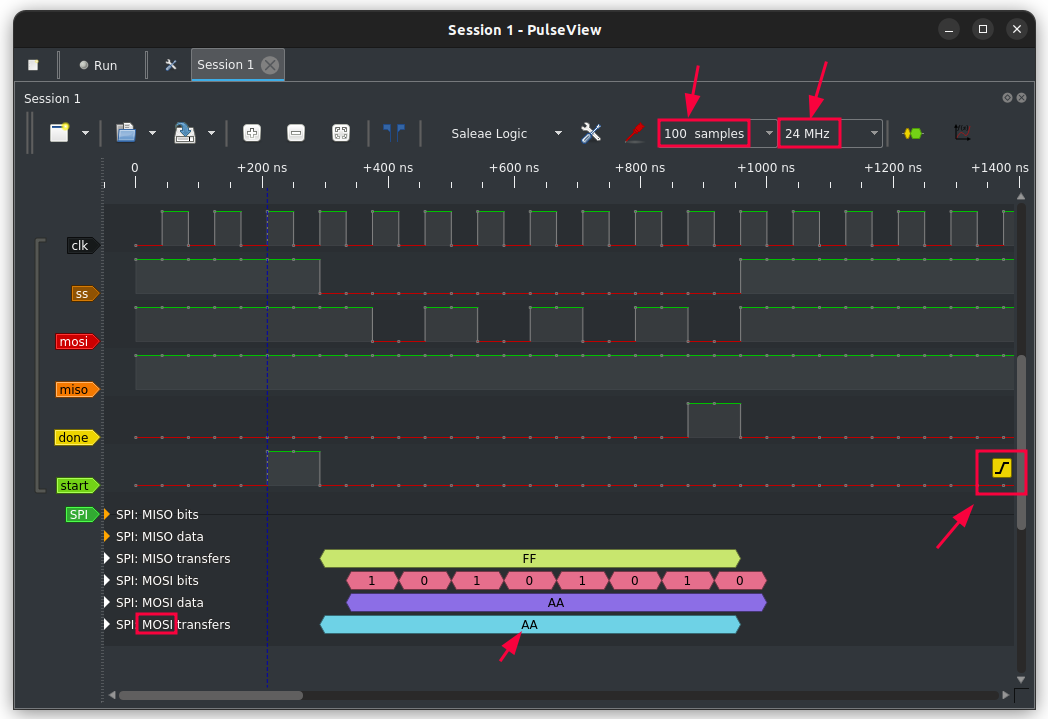 Session 1 - PulseView
Run
Session 1
Session 1
Saleae Logic
100 samples
24 MHz
0 +200 ns +400 ns +600 ns +800 ns +1000 ns +1200 ns +1400 ns
clk
ss
mosi
miso
done
start
SPI SPI: MISO bits
SPI: MISO data
SPI: MISO transfers FF
SPI: MOSI bits 1 0 1 0 1 0 1 0
SPI: MOSI data AA
SPI: MOSI transfers AA